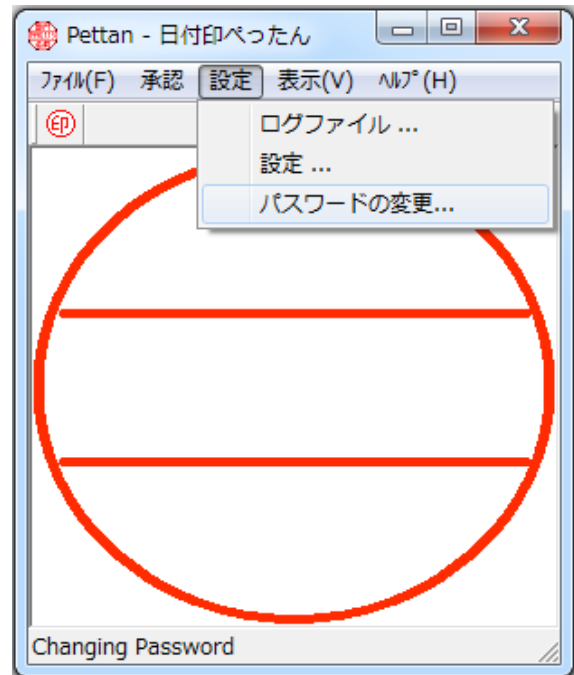 Pettan - 日付印ぺったん
ﾌｧｲﾙ(F) 承認 設定 表示(V) ﾍﾙﾌﾟ(H)
印
ログファイル ...
設定 ...
パスワードの変更...
Changing Password